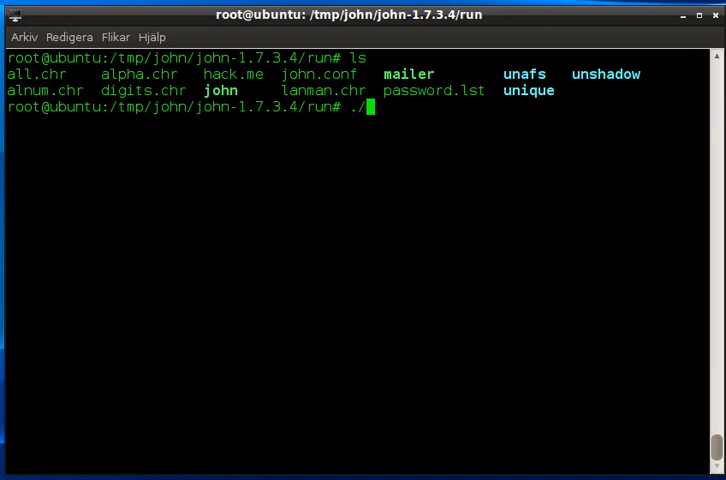 root@ubuntu: /tmp/john/john-1.7.3.4/run
Arkiv Redigera Flikar Hjälp
root@ubuntu:/tmp/john/john-1.7.3.4/run# ls
all.chr alpha.chr hack.me john.conf mailer unafs unshadow
alnum.chr digits.chr john lanman.chr password.lst unique
root@ubuntu:/tmp/john/john-1.7.3.4/run# ./